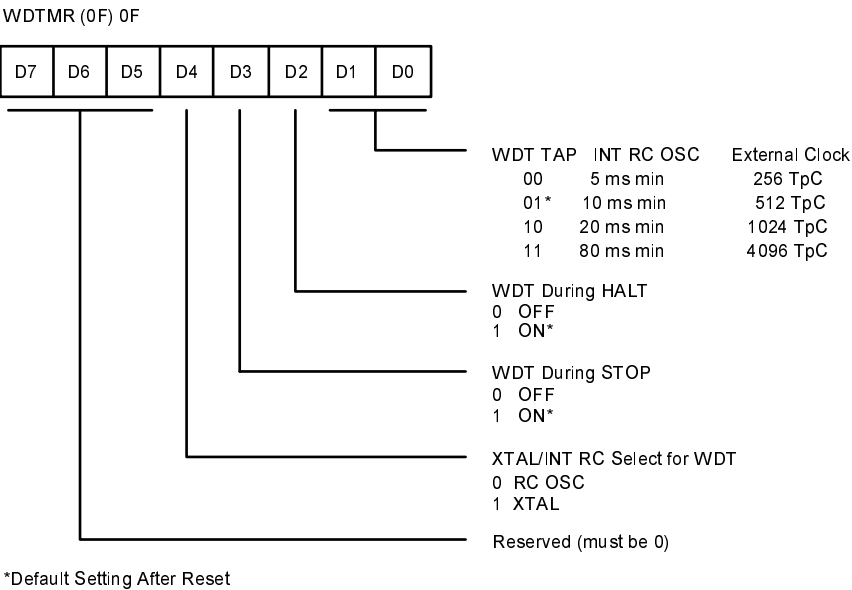 WDTMR (0F) 0F
D7 D6 D5 D4 D3 D2 D1 D0
WDT TAP INT RC OSC External Clock
00 5 ms min 256 TpC
01* 10 ms min 512 TpC
10 20 ms min 1024 TpC
11 80 ms min 4096 TpC
WDT During HALT
0 OFF
1 ON*
WDT During STOP
0 OFF
1 ON*
XTAL/INT RC Select for WDT
0 RC OSC
1 XTAL
Reserved (must be 0)
*Default Setting After Reset